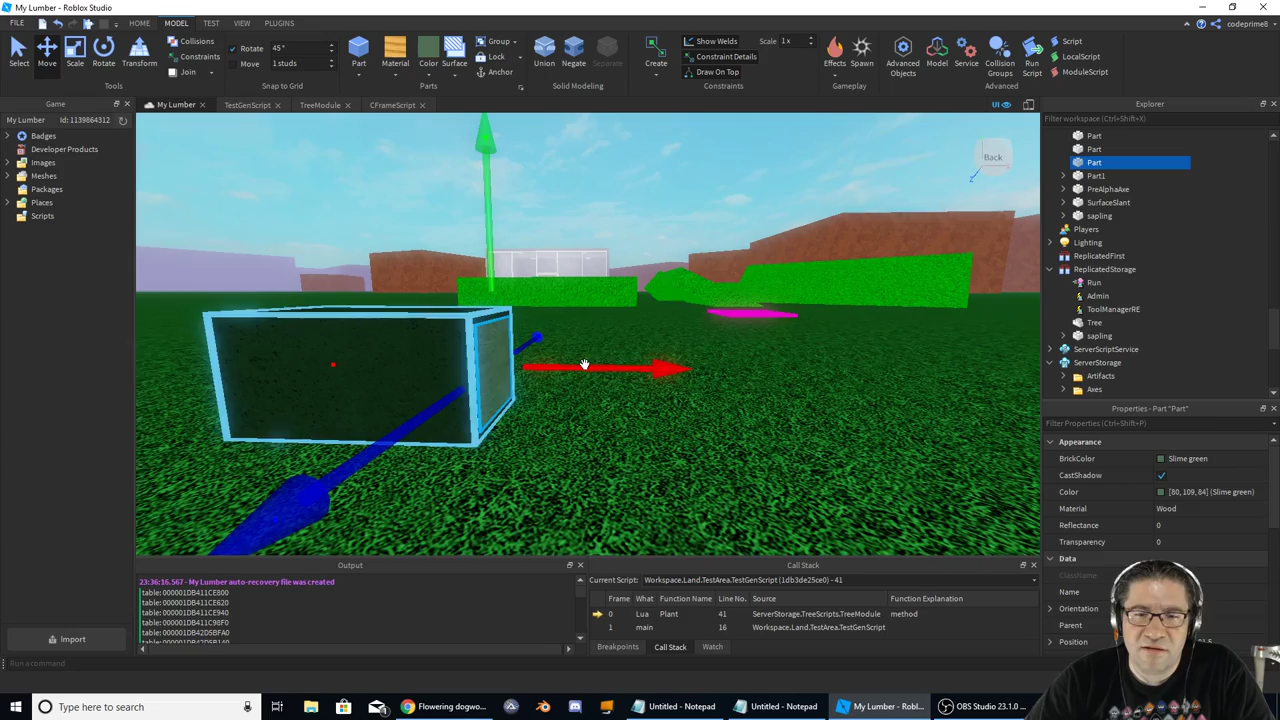 My Lumber - Roblox Studio
FILE HOME MODEL TEST VIEW PLUGINS codeprime8
Select Move Scale Rotate Transform
Collisions
Constraints
Join
Tools
Rotate 45°
Move 1 studs
Snap to Grid
Part Material Color Surface
Group
Lock
Anchor
Parts
Union Negate Separate
Solid Modeling
Create
Show Welds Scale 1 x
Constraint Details
Draw On Top
Constraints
Effects Spawn
Gameplay
Advanced Objects Model Service Collision Groups Run Script
Script
LocalScript
ModuleScript
Advanced
Game
My Lumber Id: 1139864312
Badges
Developer Products
Images
Meshes
Packages
Places
Scripts
Import
My Lumber TestGenScript TreeModule CFrameScript UI
Back
Z
Explorer
Filter workspace (Ctrl+Shift+X)
Part
Part
Part
Part1
PreAlphaAxe
SurfaceSlant
sapling
Players
Lighting
ReplicatedFirst
ReplicatedStorage
Run
Admin
ToolManagerRE
Tree
sapling
ServerScriptService
ServerStorage
Artifacts
Axes
Properties - Part "Part"
Filter Properties (Ctrl+Shift+P)
Appearance
BrickColor Slime green
CastShadow
Color [80, 109, 84] (Slime green)
Material Wood
Reflectance 0
Transparency 0
Data
ClassName
Name
Orientation
Parent
Position
Output
23:36:16.567 - My Lumber auto-recovery file was created
table: 000001DB411CE800
table: 000001DB411CE620
table: 000001DB411CE940
table: 000001DB411C98F0
table: 000001DB42D5BFA0
Call Stack
Current Script: Workspace.Land.TestArea.TestGenScript (1db3de25ce0) - 41
Frame What Function Name Line No. Source Function Explanation
0 Lua Plant 41 ServerStorage.TreeScripts.TreeModule method
1 main 16 Workspace.Land.TestArea.TestGenScript
Breakpoints Call Stack Watch
Run a command
Type here to search
Flowering dogwo...
Untitled - Notepad
Untitled - Notepad
My Lumber - Robl...
OBS Studio 23.1.0 ...